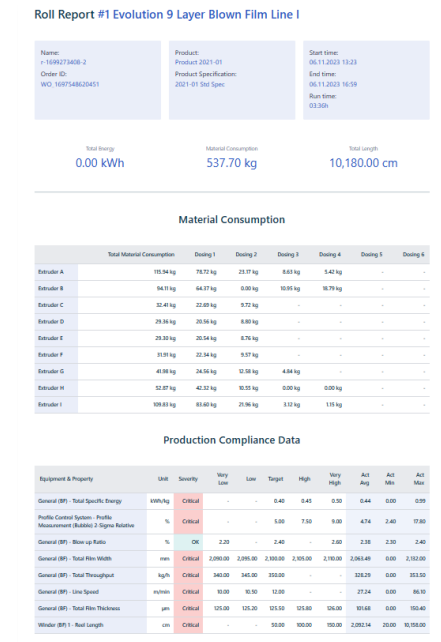 Roll Report #1 Evolution 9 Layer Blown Film Line I
Name:
r-1699273408-2
Order ID:
WO_1697548620451
Product:
Product 2021-01
Product Specification:
2021-01 Std Spec
Start time:
06.11.2023 13:23
End time:
06.11.2023 16:59
Run time:
03:36h
Total Energy
0.00 kWh
Material Consumption
537.70 kg
Total Length
10,180.00 cm
Material Consumption
Total Material Consumption Dosing 1 Dosing 2 Dosing 3 Dosing 4 Dosing 5 Dosing 6
Extruder A 115.94 kg 78.72 kg 23.17 kg 8.63 kg 5.42 kg - -
Extruder B 94.11 kg 64.37 kg 0.00 kg 10.95 kg 18.79 kg - -
Extruder C 32.41 kg 22.69 kg 9.72 kg - - - -
Extruder D 29.36 kg 20.56 kg 8.80 kg - - - -
Extruder E 29.30 kg 20.54 kg 8.76 kg - - - -
Extruder F 31.91 kg 22.34 kg 9.57 kg - - - -
Extruder G 41.98 kg 24.56 kg 12.58 kg 4.84 kg - - -
Extruder H 52.87 kg 42.32 kg 10.55 kg 0.00 kg 0.00 kg - -
Extruder I 109.83 kg 83.60 kg 21.96 kg 3.12 kg 1.15 kg - -
Production Compliance Data
Equipment & Property Unit Severity Very Low Low Target High Very High Act Avg Act Min Act Max
General (BF) - Total Specific Energy kWh/kg Critical - - 0.40 0.45 0.50 0.44 0.00 0.99
Profile Control System - Profile
Measurement (Bubble) 2-Sigma Relative % Critical - - 5.00 7.50 9.00 4.74 2.40 17.80
General (BF) - Blow up Ratio % OK 2.20 - 2.40 - 2.60 2.38 2.30 2.40
General (BF) - Total Film Width mm Critical 2,090.00 2,095.00 2,100.00 2,105.00 2,110.00 2,063.49 0.00 2,132.00
General (BF) - Total Throughput kg/h Critical 340.00 345.00 350.00 - - 328.29 0.00 353.50
General (BF) - Line Speed m/min Critical 10.00 10.50 12.00 - - 27.24 0.00 86.10
General (BF) - Total Film Thickness µm Critical 125.00 125.20 125.50 125.80 126.00 101.68 0.00 150.40
Winder (BF) 1 - Reel Length cm Critical - - 50.00 100.00 150.00 2,092.14 20.00 10,158.00